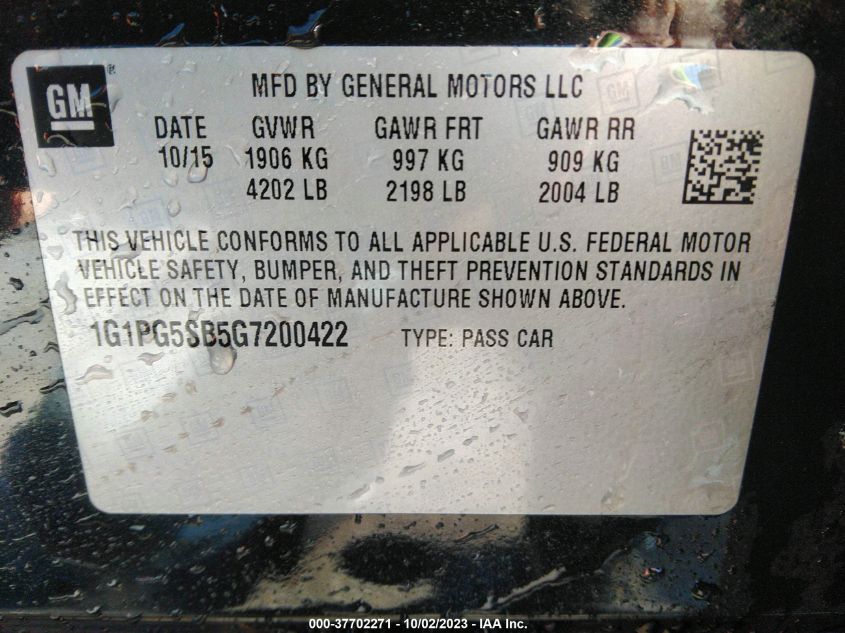 GM
®
MFD BY GENERAL MOTORS LLC
DATE GVWR GAWR FRT GAWR RR
10/15 1906 KG 997 KG 909 KG
4202 LB 2198 LB 2004 LB
THIS VEHICLE CONFORMS TO ALL APPLICABLE U.S. FEDERAL MOTOR
VEHICLE SAFETY, BUMPER, AND THEFT PREVENTION STANDARDS IN
EFFECT ON THE DATE OF MANUFACTURE SHOWN ABOVE.
1G1PG5SB5G7200422 TYPE: PASS CAR
000-37702271 - 10/02/2023 - IAA Inc.